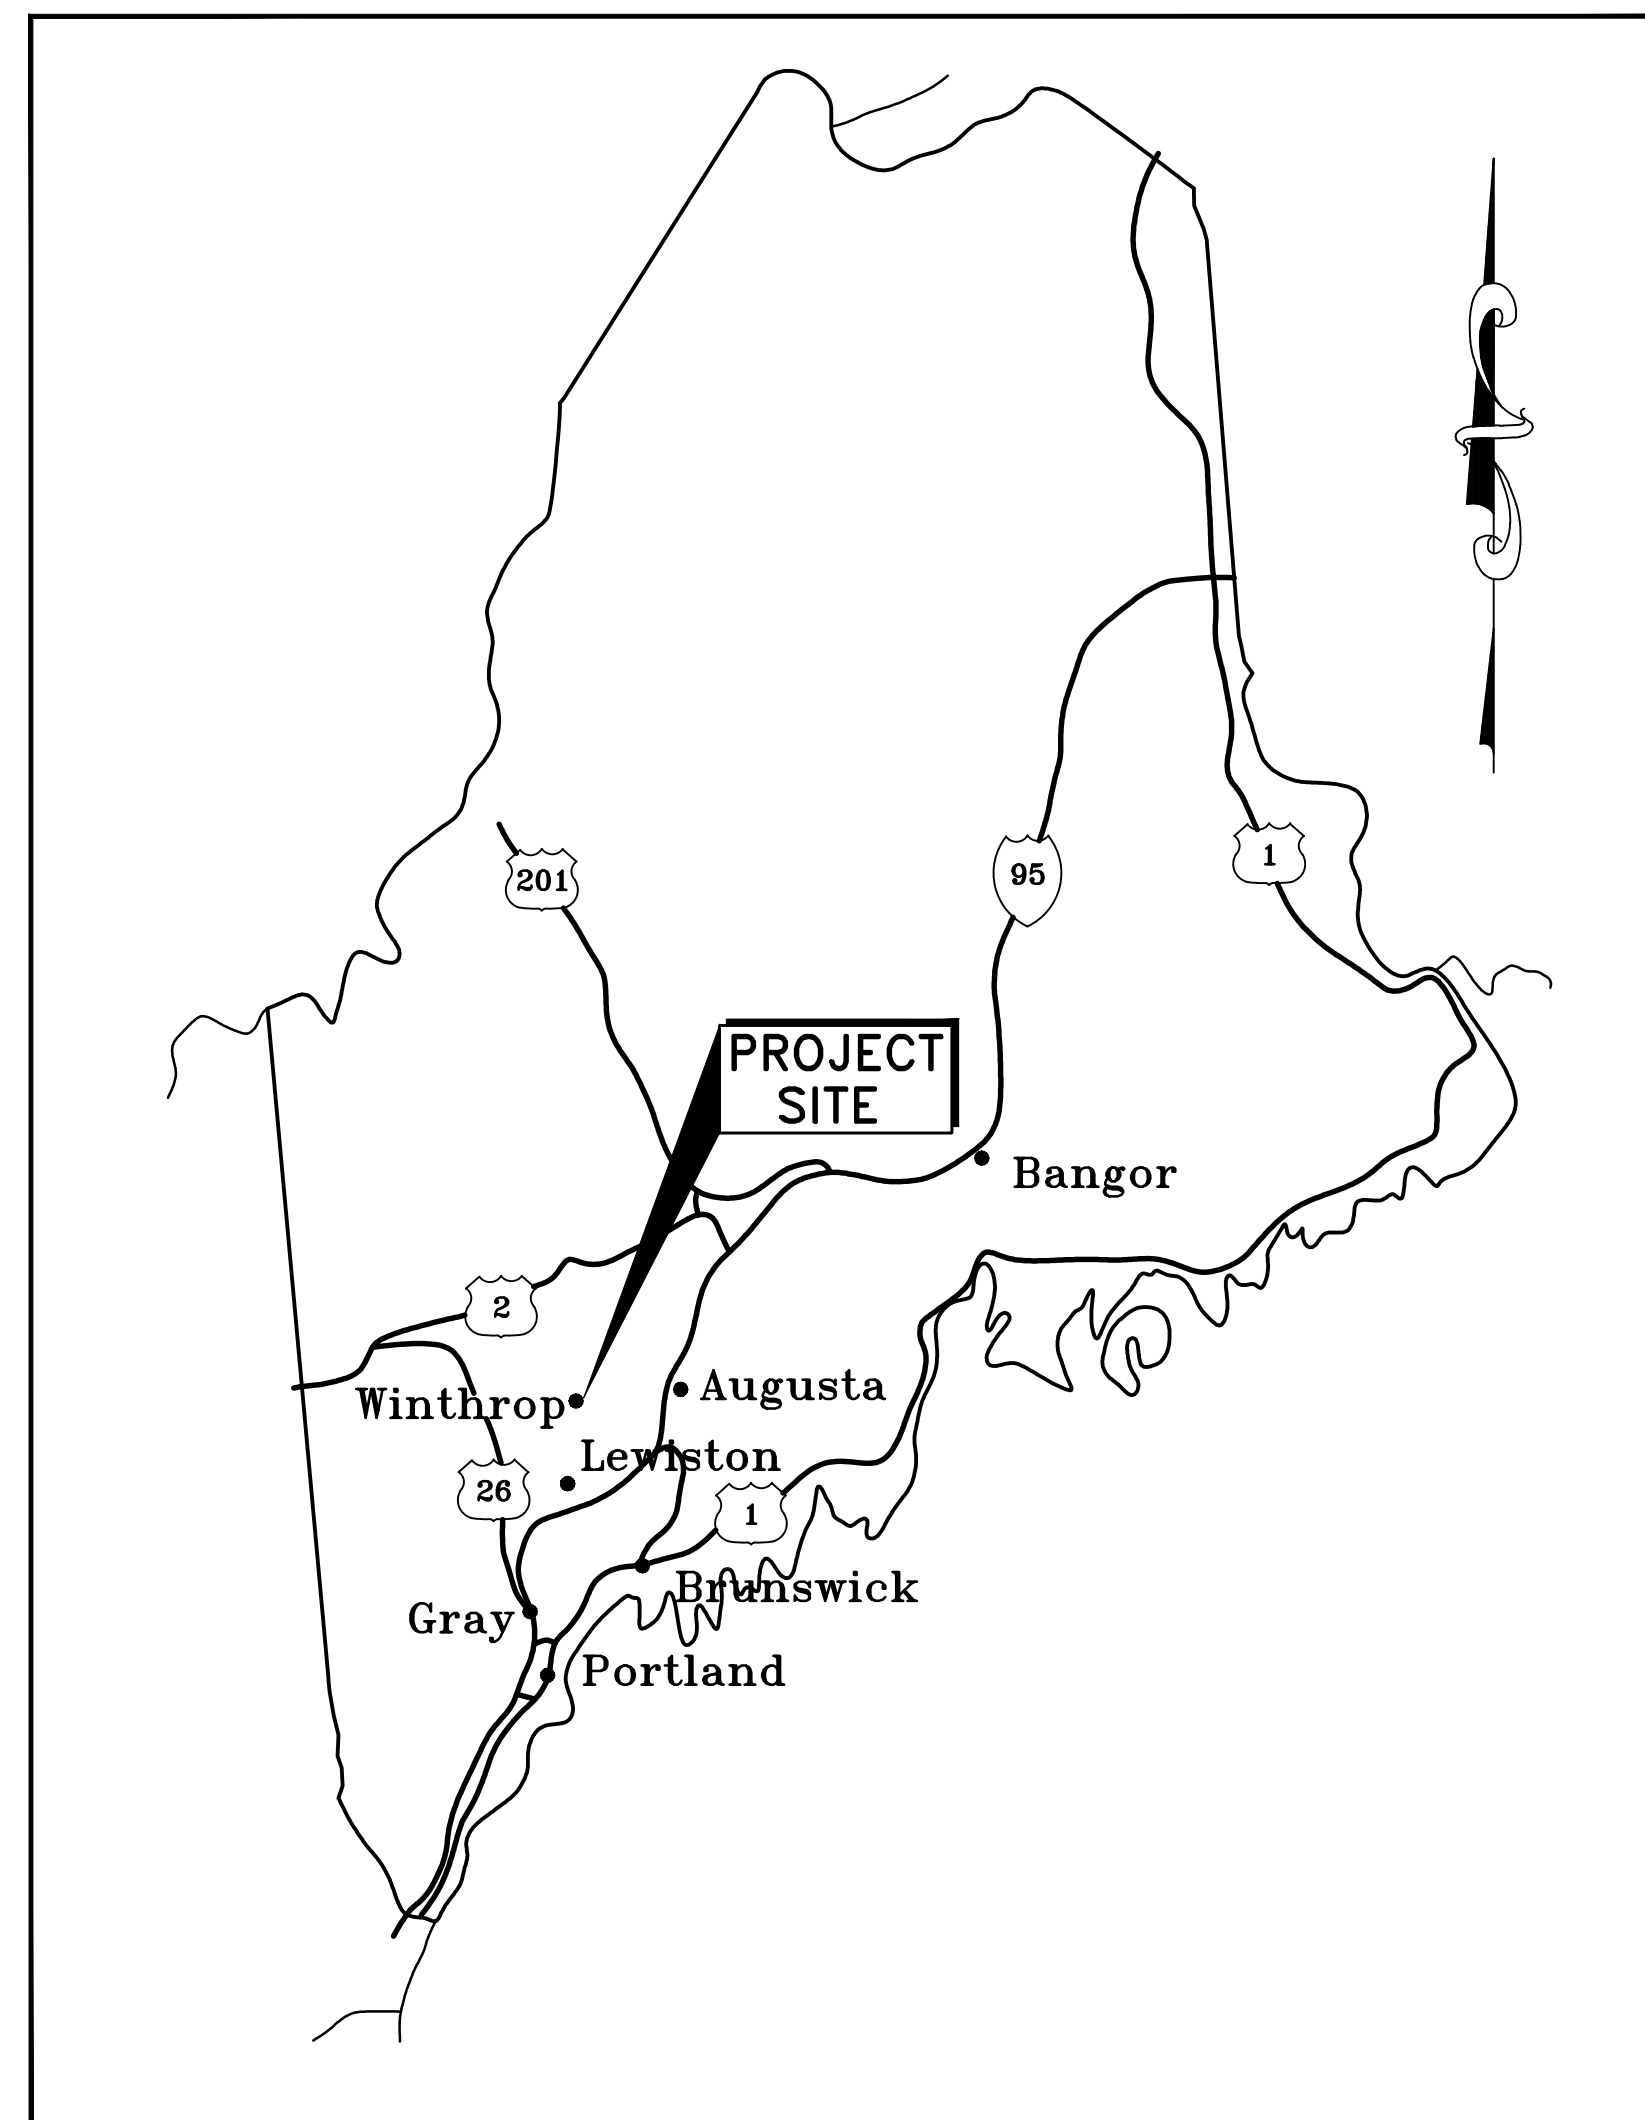 201
95
1
PROJECT
SITE
Bangor
2
Winthrop
Augusta
Lewiston
26
1
Brunswick
Gray
Portland